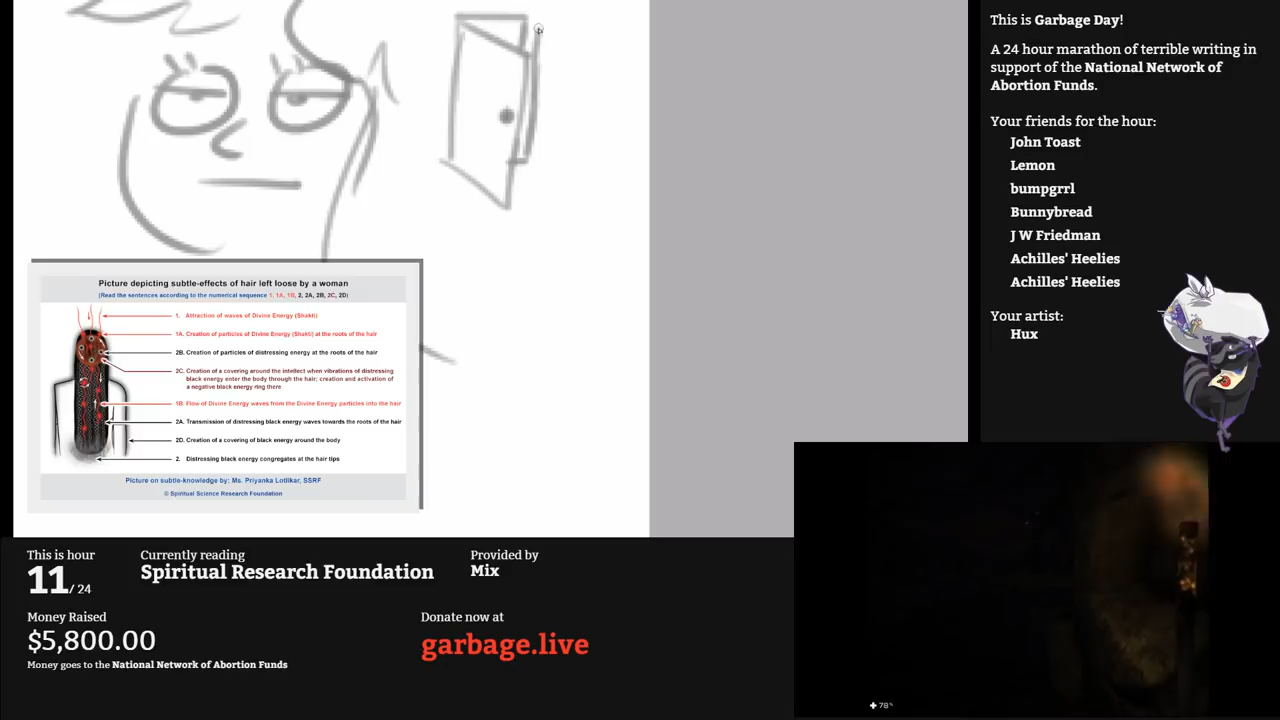 This is Garbage Day!
A 24 hour marathon of terrible writing in
support of the National Network of
Abortion Funds.
Your friends for the hour:
John Toast
Lemon
bumpgrrl
Bunnybread
J W Friedman
Achilles' Heelies
Achilles' Heelies
Your artist:
Hux
Picture depicting subtle-effects of hair left loose by a woman
(Read the sentences according to the numerical sequence 1, 1A, 1B, 2, 2A, 2B, 2C, 2D)
1. Attraction of waves of Divine Energy (Shakti)
1A. Creation of particles of Divine Energy (Shakti) at the roots of the hair
2B. Creation of particles of distressing energy at the roots of the hair
2C. Creation of a covering around the intellect when vibrations of distressing
black energy enter the body through the hair; creation and activation of
a negative black energy ring there
1B. Flow of Divine Energy waves from the Divine Energy particles into the hair
2A. Transmission of distressing black energy waves towards the roots of the hair
2D. Creation of a covering of black energy around the body
2. Distressing black energy congregates at the hair tips
Picture on subtle-knowledge by: Ms. Priyanka Lotlikar, SSRF
© Spiritual Science Research Foundation
This is hour
11 / 24
Currently reading
Spiritual Research Foundation
Provided by
Mix
Money Raised
$5,800.00
Money goes to the National Network of Abortion Funds
Donate now at
garbage.live
78%